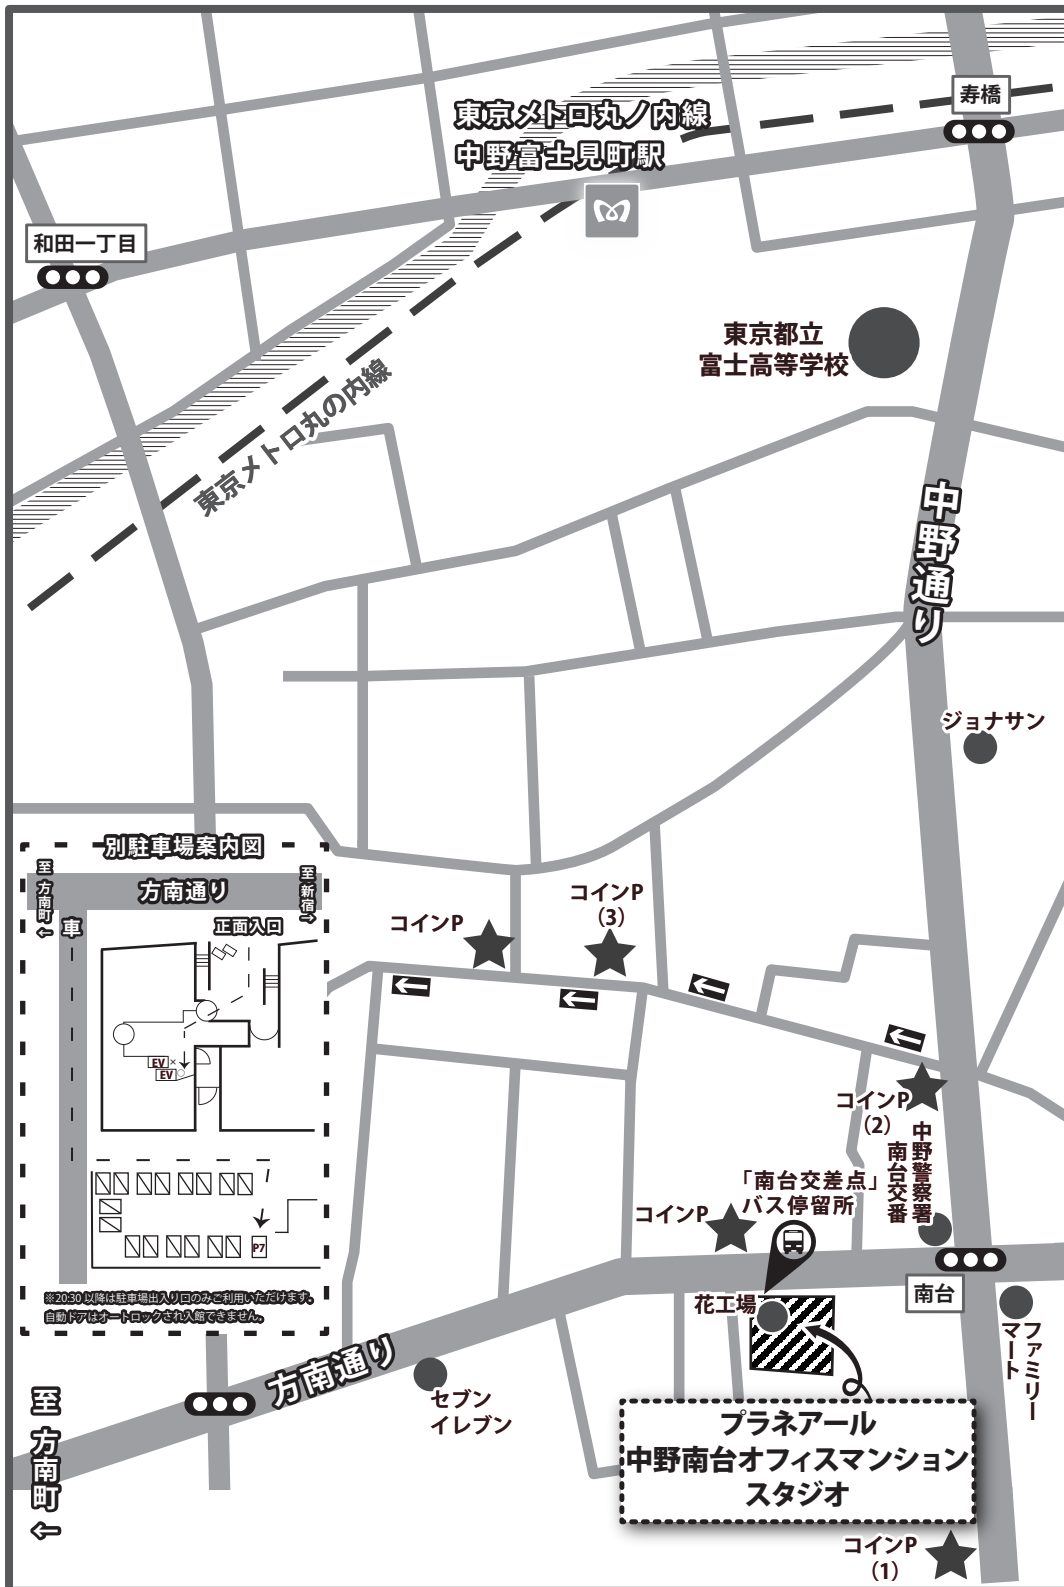 東京メトロ丸ノ内線
中野富士見町駅
寿橋
和田一丁目
東京都立
富士高等学校
東京メトロ丸の内線
中野通り
ジョナサン
別駐車場案内図
至 方南町 ←
方南通り
至 新宿→
車
正面入口
EV ×
EV
P7
※20:30以降は駐車場出入り口のみご利用いただけます。
自動ドアはオートロックされ入館できません。
コインP
コインP
(3)
コインP
(2)
中野警察署
南台交番
「南台交差点」
バス停留所
コインP
南台
花工場
ファミリー
マート
方南通り
セブン
イレブン
至 方南町 ←
プラネアール
中野南台オフィスマンション
スタジオ
コインP
(1)